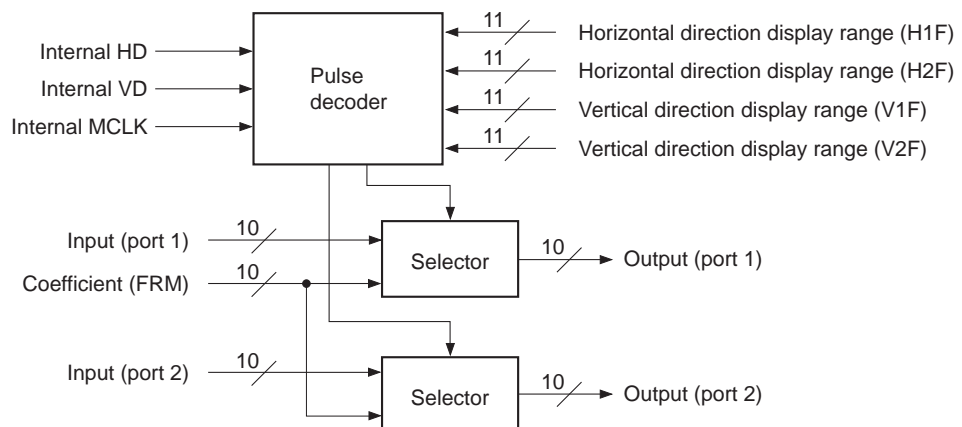 11 Horizontal direction display range (H1F)
Internal HD
11 Horizontal direction display range (H2F)
Pulse
decoder
Internal VD
11 Vertical direction display range (V1F)
Internal MCLK
11 Vertical direction display range (V2F)
Input (port 1) 10
Selector
10 Output (port 1)
Coefficient (FRM) 10
Input (port 2) 10
Selector
10 Output (port 2)